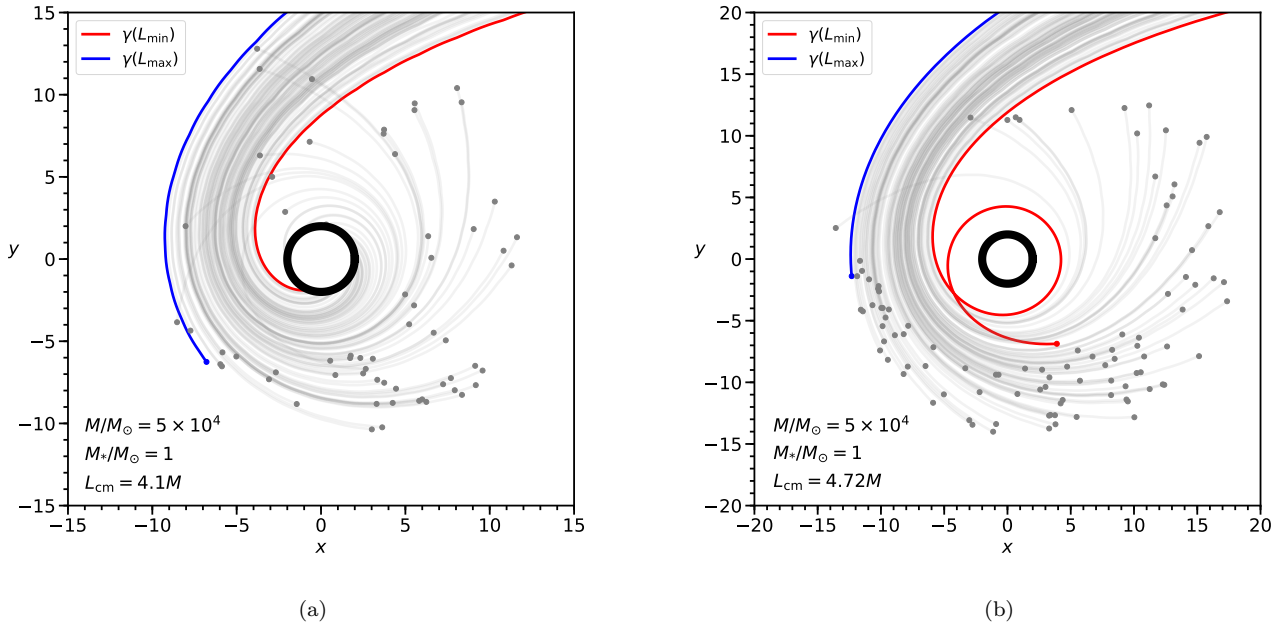 γ(L_min)
γ(L_max)
15
10
5
0
−5
−10
−15
y
−15 −10 −5 0 5 10 15
x
M/M_⊙ = 5 × 10^4
M_*/M_⊙ = 1
L_cm = 4.1M
(a)
γ(L_min)
γ(L_max)
20
15
10
5
0
−5
−10
−15
−20
y
−20 −15 −10 −5 0 5 10 15 20
x
M/M_⊙ = 5 × 10^4
M_*/M_⊙ = 1
L_cm = 4.72M
(b)